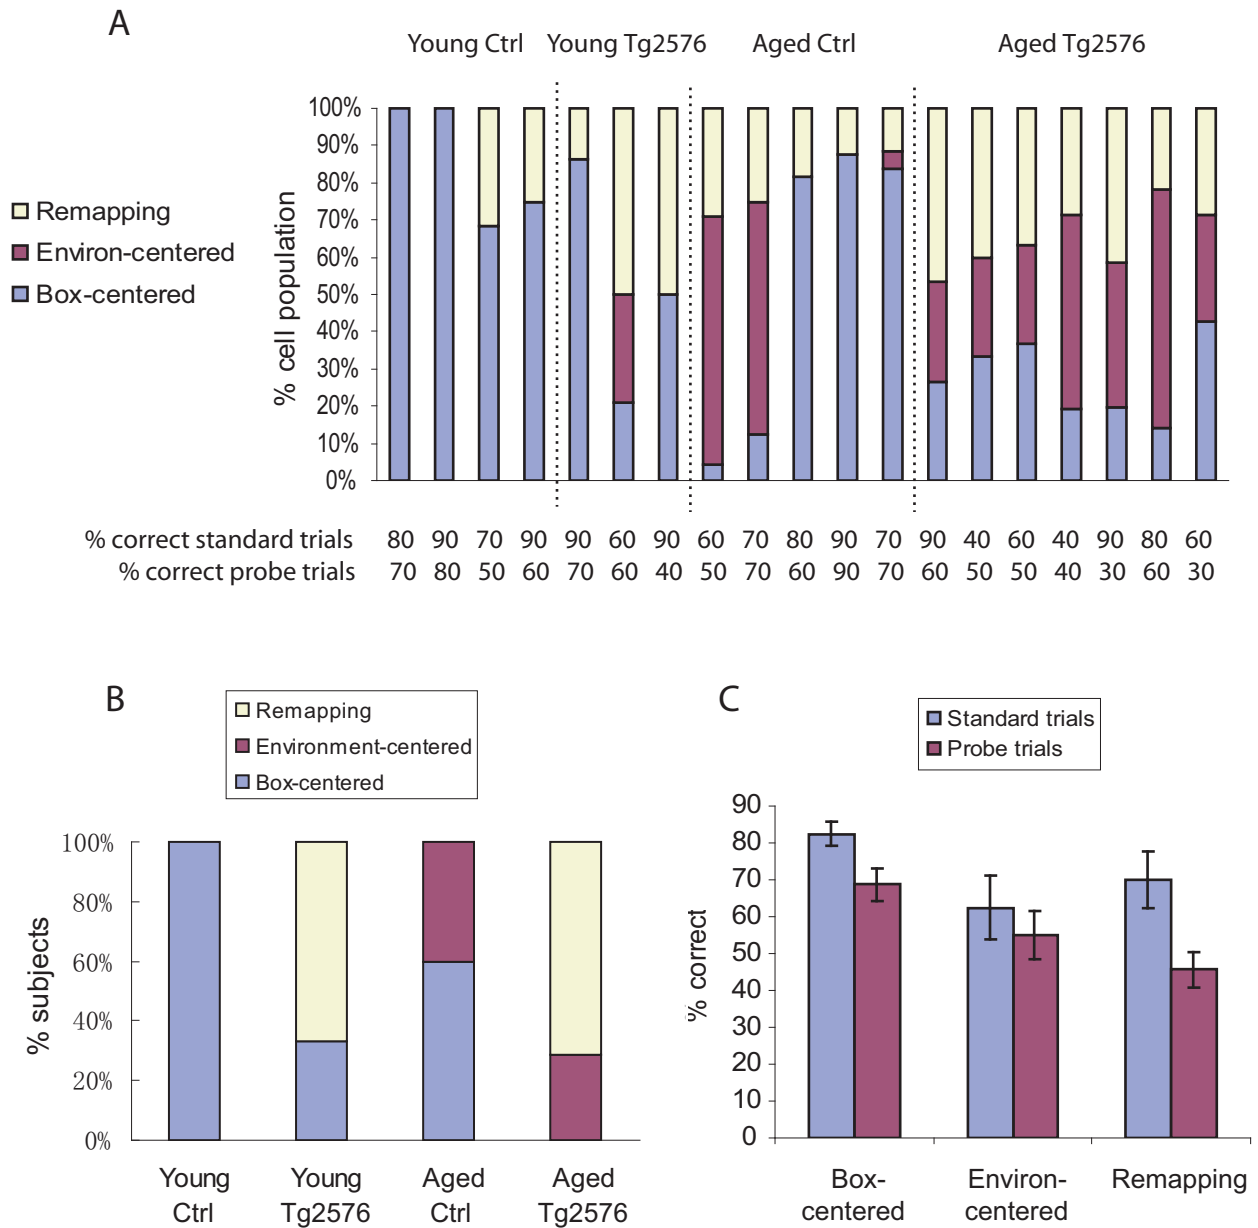 A
Young Ctrl Young Tg2576 Aged Ctrl Aged Tg2576
Remapping
Environ-centered
Box-centered
% cell population
100%
90%
80%
70%
60%
50%
40%
30%
20%
10%
0%
% correct standard trials 80 90 70 90 90 60 90 60 70 80 90 70 90 40 60 40 90 80 60
% correct probe trials 70 80 50 60 70 60 40 50 70 60 90 70 60 50 50 40 30 60 30
B
Remapping
Environment-centered
Box-centered
% subjects
100%
80%
60%
40%
20%
0%
Young Ctrl
Young Tg2576
Aged Ctrl
Aged Tg2576
C
Standard trials
Probe trials
% correct
90
80
70
60
50
40
30
20
10
0
Box-centered
Environ-centered
Remapping